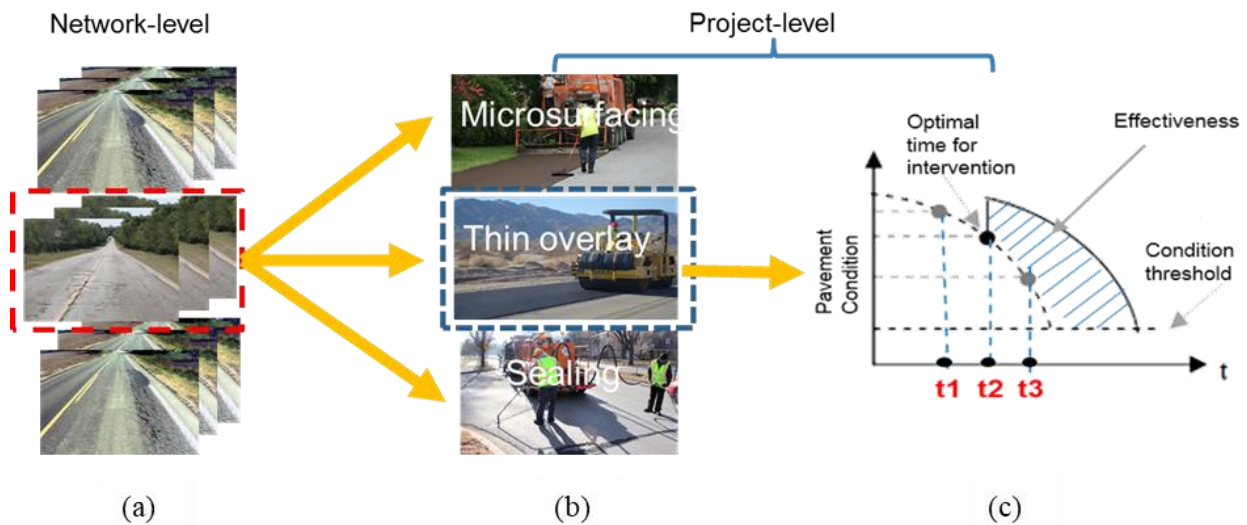 Network-level
Project-level
Microsurfacing
Thin overlay
Sealing
Optimal
time for
intervention
Effectiveness
Condition
threshold
Pavement
Condition
t1
t2
t3
t
(a)
(b)
(c)